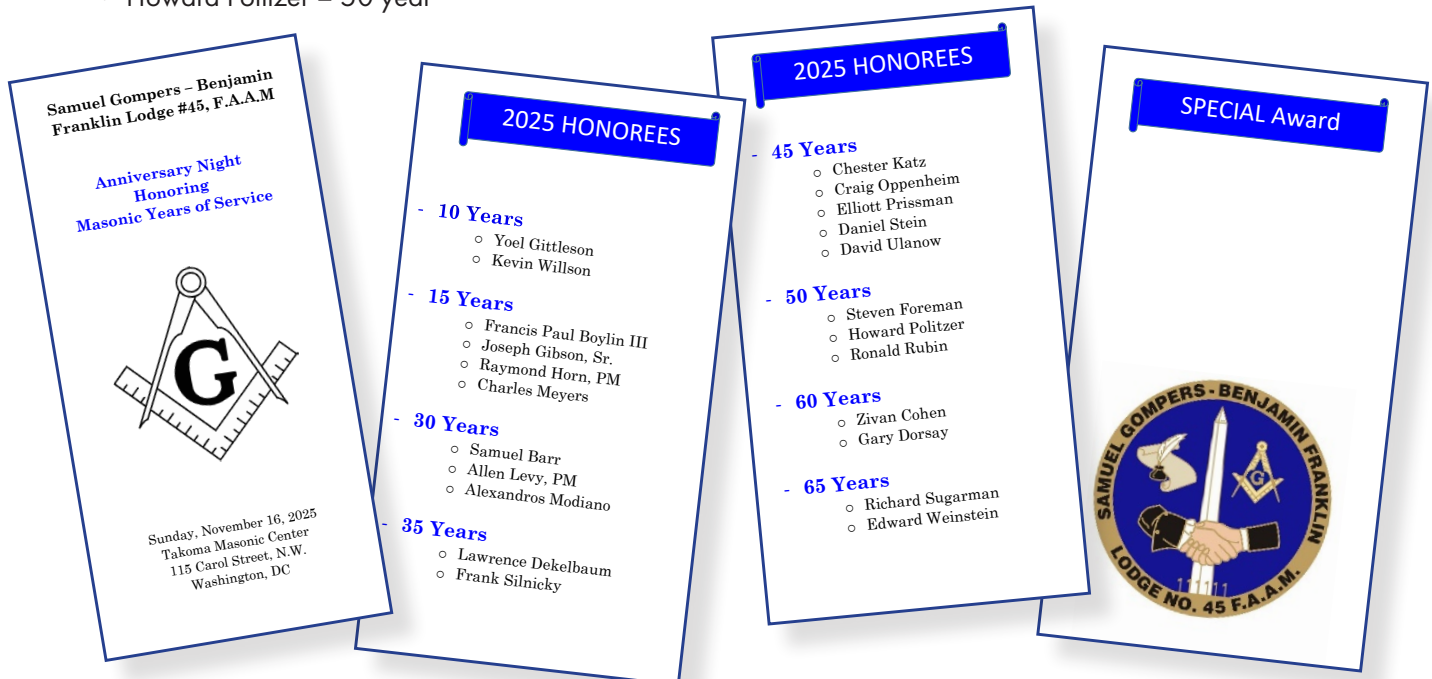 Howard Politzer – 50 year
Samuel Gompers – Benjamin
Franklin Lodge #45, F.A.A.M
Anniversary Night
Honoring
Masonic Years of Service
G
Sunday, November 16, 2025
Takoma Masonic Center
115 Carol Street, N.W.
Washington, DC
2025 HONOREES
- 10 Years
○ Yoel Gittleson
○ Kevin Willson
- 15 Years
○ Francis Paul Boylin III
○ Joseph Gibson, Sr.
○ Raymond Horn, PM
○ Charles Meyers
- 30 Years
○ Samuel Barr
○ Allen Levy, PM
○ Alexandros Modiano
- 35 Years
○ Lawrence Dekelbaum
○ Frank Silnicky
2025 HONOREES
- 45 Years
○ Chester Katz
○ Craig Oppenheim
○ Elliott Prissman
○ Daniel Stein
○ David Ulanow
- 50 Years
○ Steven Foreman
○ Howard Politzer
○ Ronald Rubin
- 60 Years
○ Zivan Cohen
○ Gary Dorsay
- 65 Years
○ Richard Sugarman
○ Edward Weinstein
SPECIAL Award
SAMUEL GOMPERS - BENJAMIN FRANKLIN
G
LODGE NO. 45 F.A.A.M.